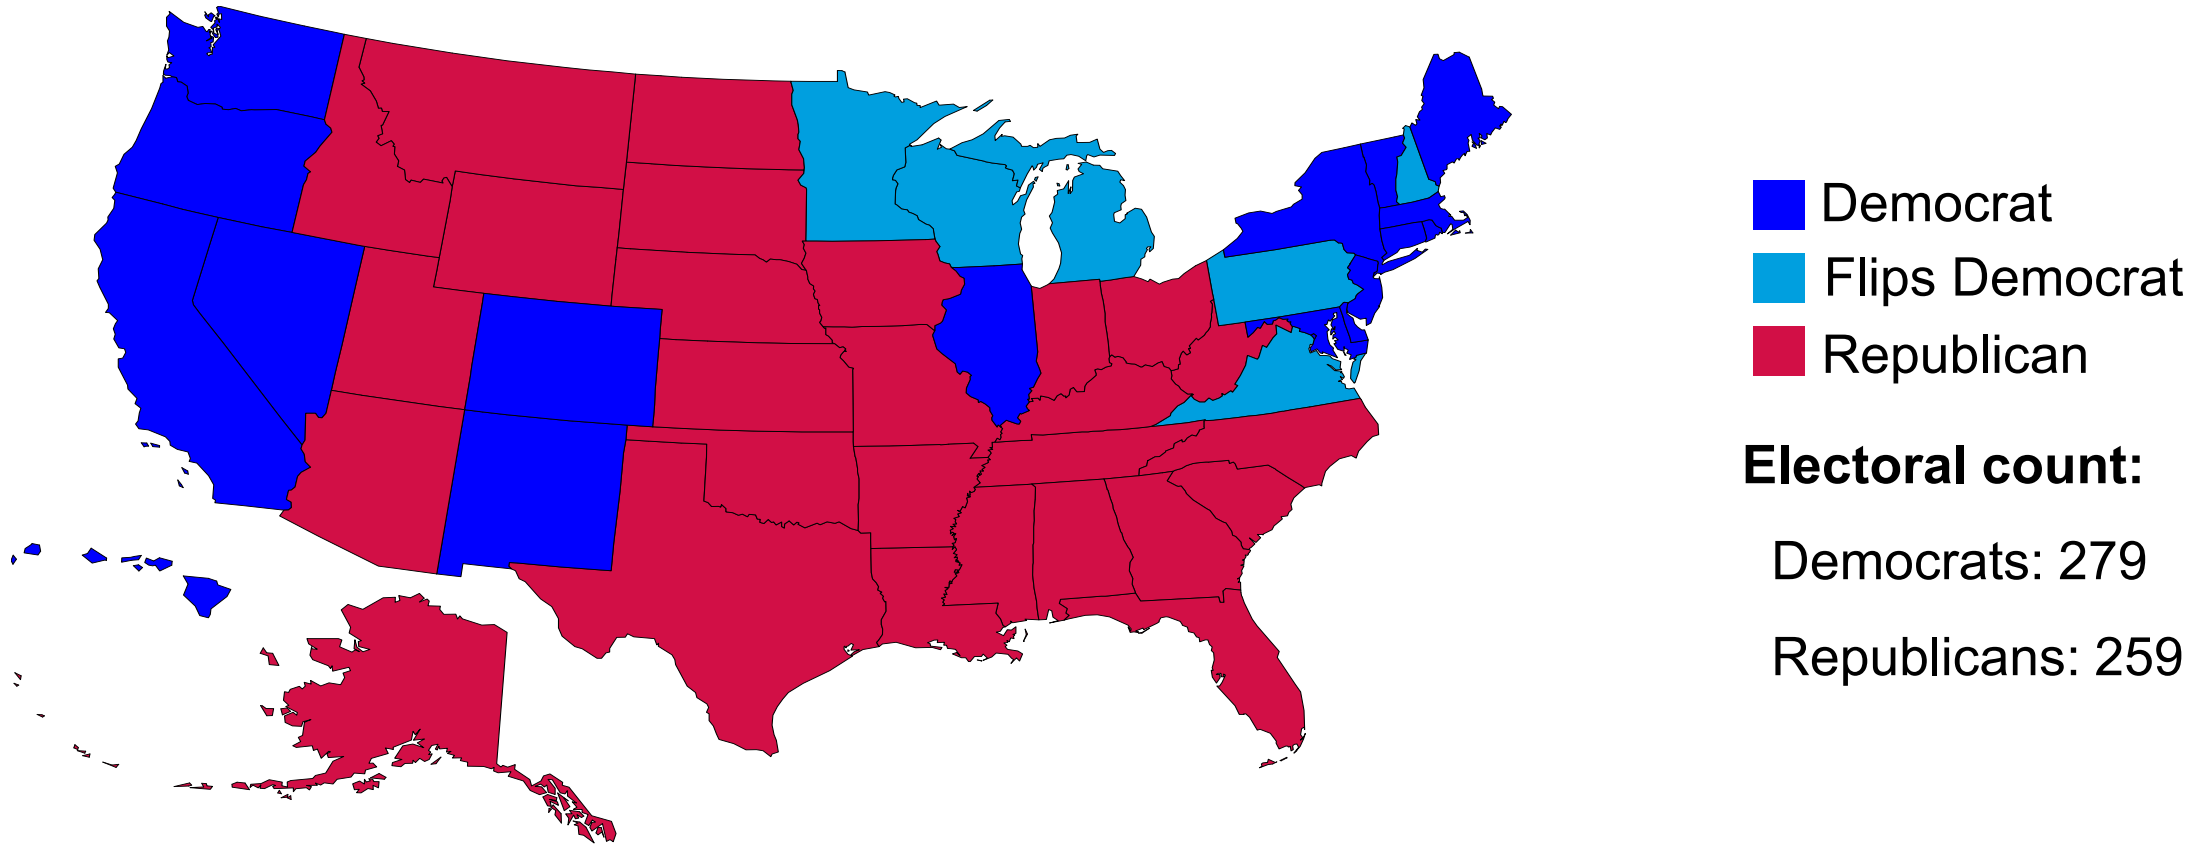 Democrat
Flips Democrat
Republican
Electoral count:
Democrats: 279
Republicans: 259